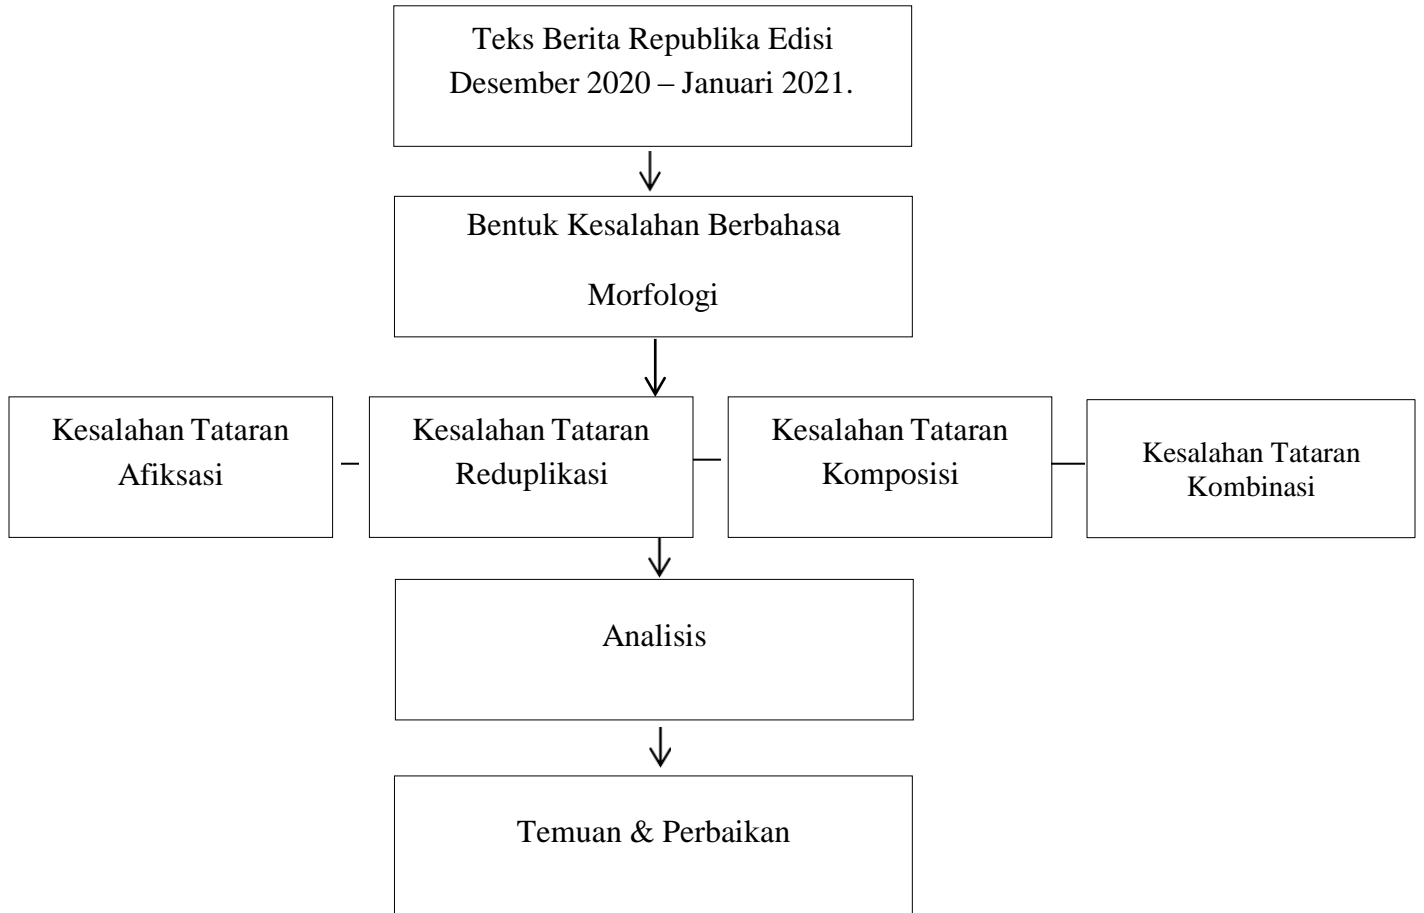 Teks Berita Republika Edisi
Desember 2020 – Januari 2021.
Bentuk Kesalahan Berbahasa
Morfologi
Kesalahan Tataran
Afiksasi
Kesalahan Tataran
Reduplikasi
Kesalahan Tataran
Komposisi
Kesalahan Tataran
Kombinasi
Analisis
Temuan & Perbaikan